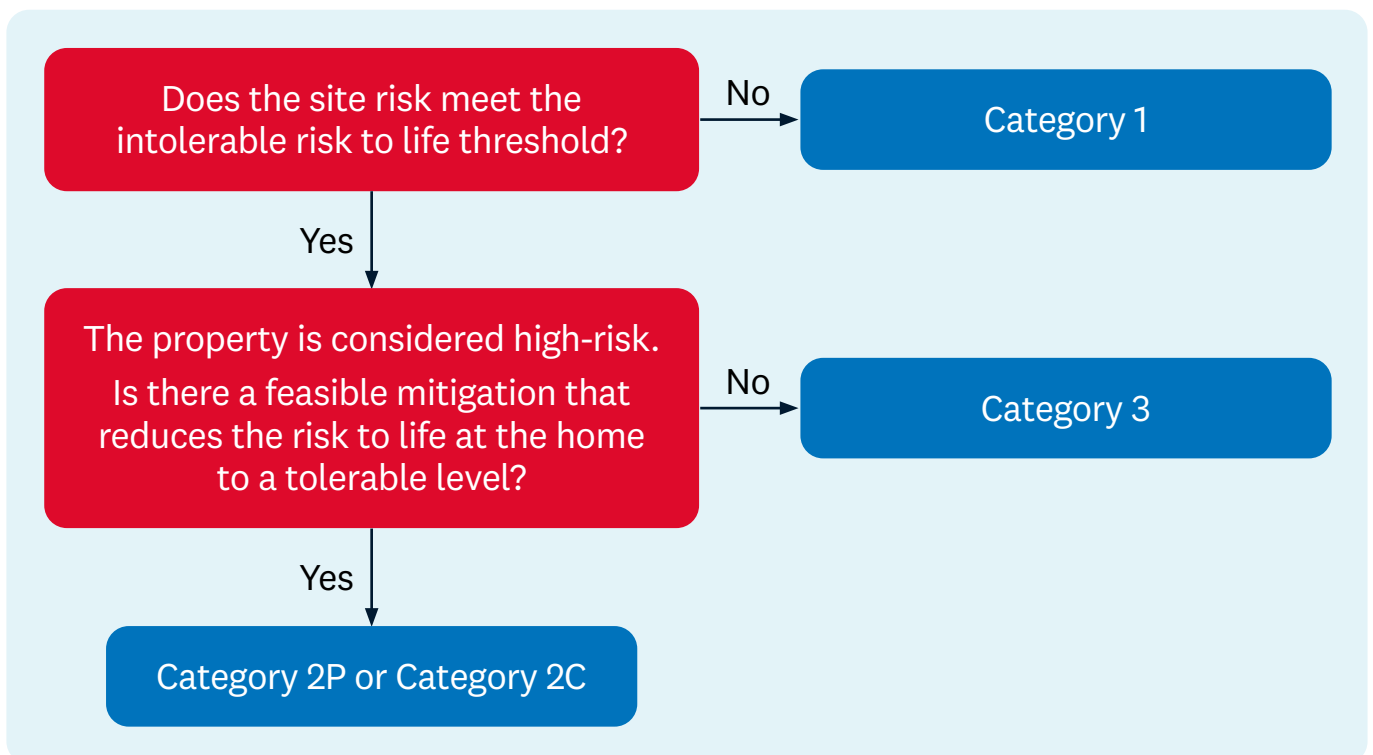 Does the site risk meet the
intolerable risk to life threshold?
No
Category 1
Yes
The property is considered high-risk.
Is there a feasible mitigation that
reduces the risk to life at the home
to a tolerable level?
No
Category 3
Yes
Category 2P or Category 2C